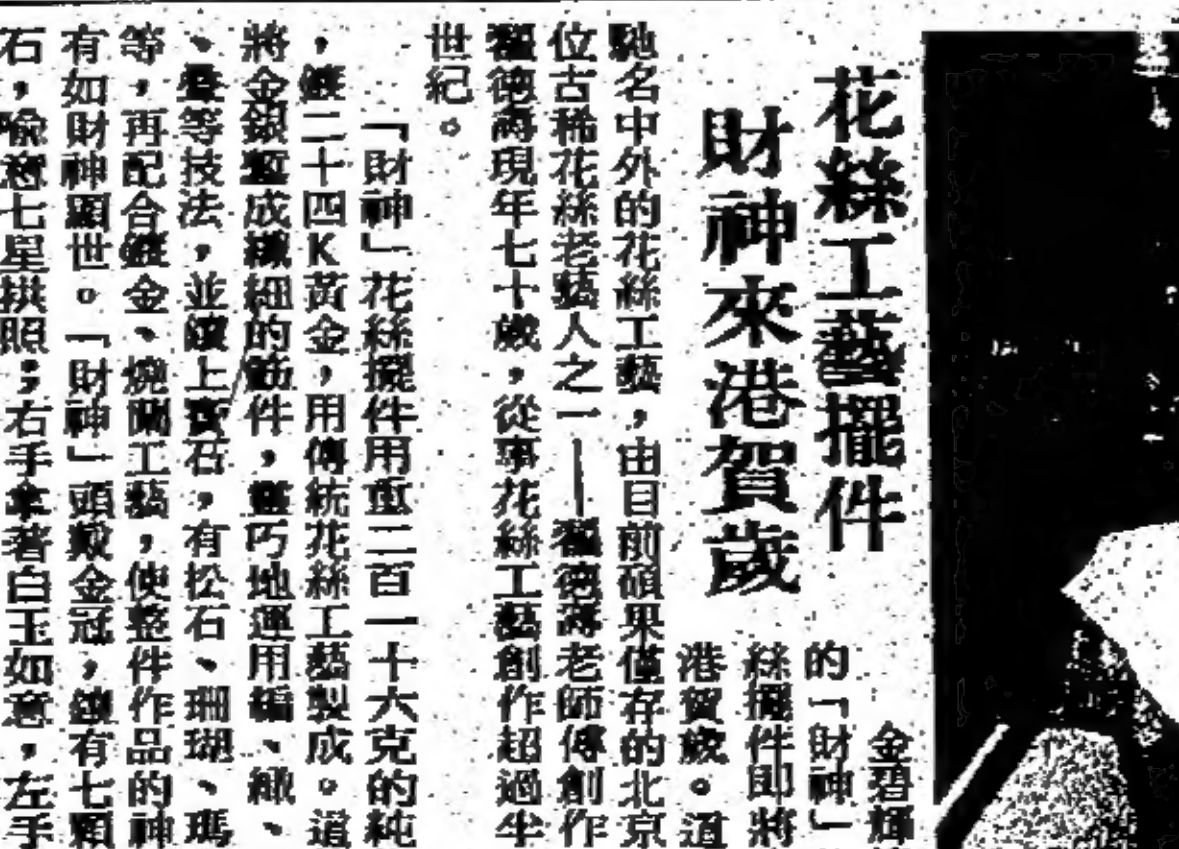 花絲工藝擺件
財神來港賀歲
金碧輝
的「財神」
絲擺件即將
港賀歲。道
馳名中外的花絲工藝，由目前碩果僅存的北京
位古稀花絲老藝人之一——翟德壽老師傅創作
翟德壽現年七十歲，從事花絲工藝創作超過半
世紀。
「財神」花絲擺件用重二百一十六克的純
，鍍二十四K黃金，用傳統花絲工藝製成。道
將金銀壓成纖細的 件，靈巧地運用編、織、
、壘等技法，並鑲上寶石，有松石、珊瑚、瑪
等，再配合鍍金、燒藍工藝，使整件作品的神
有如財神顯世。「財神」頭戴金冠，鑲有七顆
石，喻意七星拱照；右手拿著白玉如意，左手